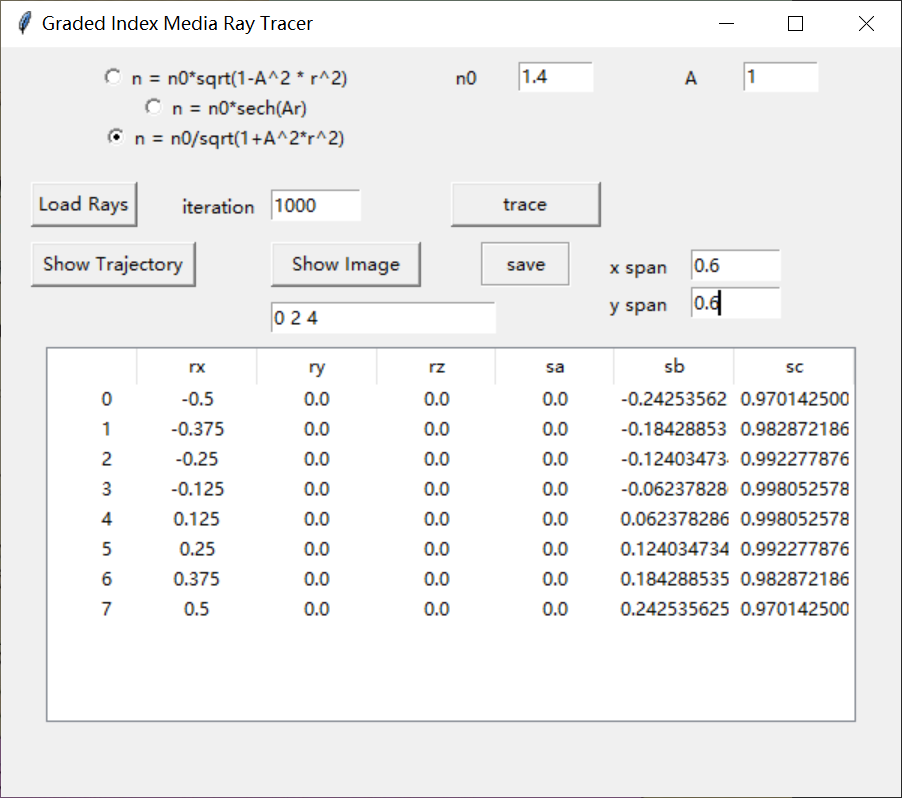 Graded Index Media Ray Tracer
n = n0*sqrt(1-A^2 * r^2) n0 1.4 A 1
n = n0*sech(Ar)
n = n0/sqrt(1+A^2*r^2)
Load Rays iteration 1000 trace
Show Trajectory Show Image save x span 0.6
y span 0.6
0 2 4
rx ry rz sa sb sc
0 -0.5 0.0 0.0 0.0 -0.24253562 0.970142500
1 -0.375 0.0 0.0 0.0 -0.18428853 0.982872186
2 -0.25 0.0 0.0 0.0 -0.12403473 0.992277876
3 -0.125 0.0 0.0 0.0 -0.06237828 0.998052578
4 0.125 0.0 0.0 0.0 0.062378286 0.998052578
5 0.25 0.0 0.0 0.0 0.124034734 0.992277876
6 0.375 0.0 0.0 0.0 0.184288535 0.982872186
7 0.5 0.0 0.0 0.0 0.242535625 0.970142500